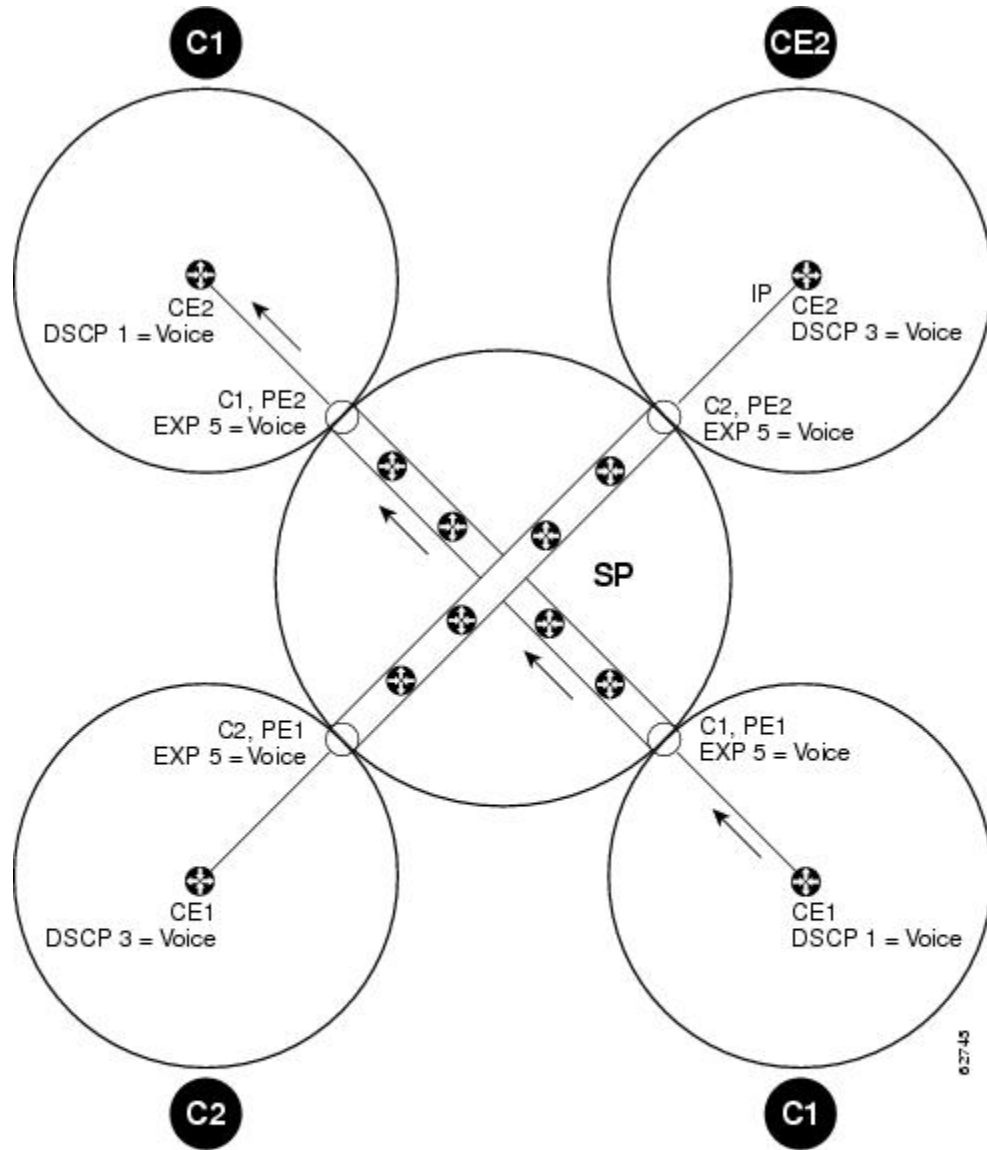 C1
CE2
CE2
DSCP 1 = Voice
IP
CE2
DSCP 3 = Voice
C1, PE2
EXP 5 = Voice
C2, PE2
EXP 5 = Voice
SP
C2, PE1
EXP 5 = Voice
C1, PE1
EXP 5 = Voice
CE1
DSCP 3 = Voice
CE1
DSCP 1 = Voice
62745
C2
C1